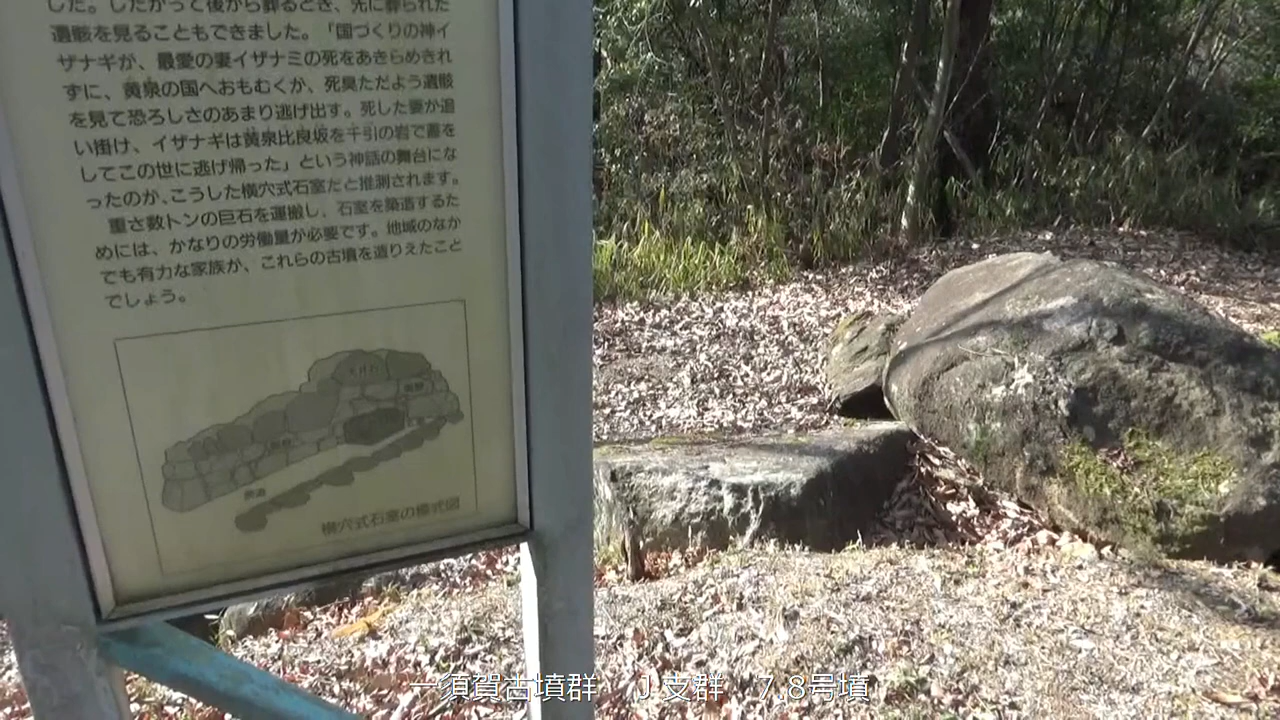 した。したがって後から葬るとき、先に葬られた
遺骸を見ることもできました。「国づくりの神イ
ザナギが、最愛の妻イザナミの死をあきらめきれ
ずに、黄泉の国へおもむくが、死臭ただよう遺骸
を見て恐ろしさのあまり逃げ出す。死した妻が追
い掛け、イザナギは黄泉比良坂を千引の岩で蓋を
してこの世に逃げ帰った」という神話の舞台にな
ったのが、こうした横穴式石室だと推測されます。
重さ数トンの巨石を運搬し、石室を築造するた
めには、かなりの労働量が必要です。地域のなか
でも有力な家族が、これらの古墳を造りえたこと
でしょう。
天井石
羨道
横穴式石室の模式図
一須賀古墳群　J支群　7,8号墳